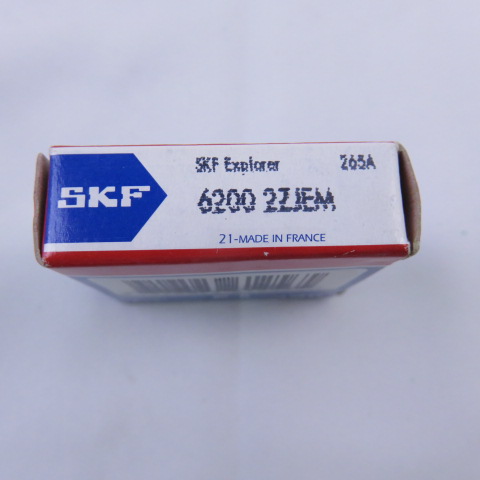 SKF
SKF Explorer 265A
6200 2ZJEM
21-MADE IN FRANCE